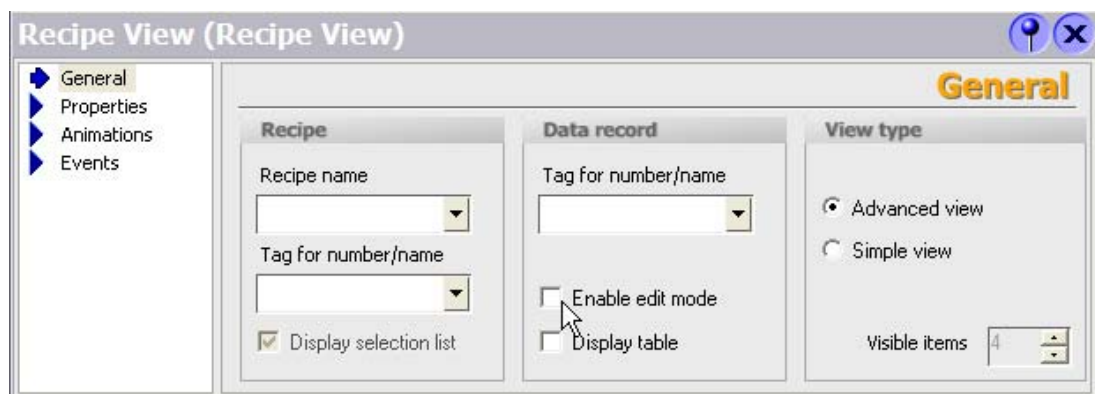 Recipe View (Recipe View)
General
Properties
Animations
Events
General
Recipe
Recipe name
Tag for number/name
Display selection list
Data record
Tag for number/name
Enable edit mode
Display table
View type
Advanced view
Simple view
Visible items 4